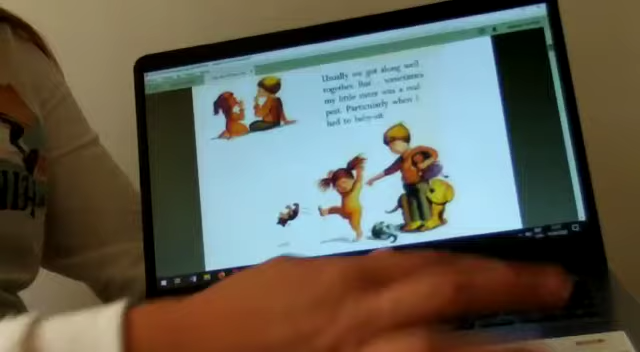 Usually we got along well
together. But sometimes
my little sister was a real
pest. Particularly when I
had to baby-sit